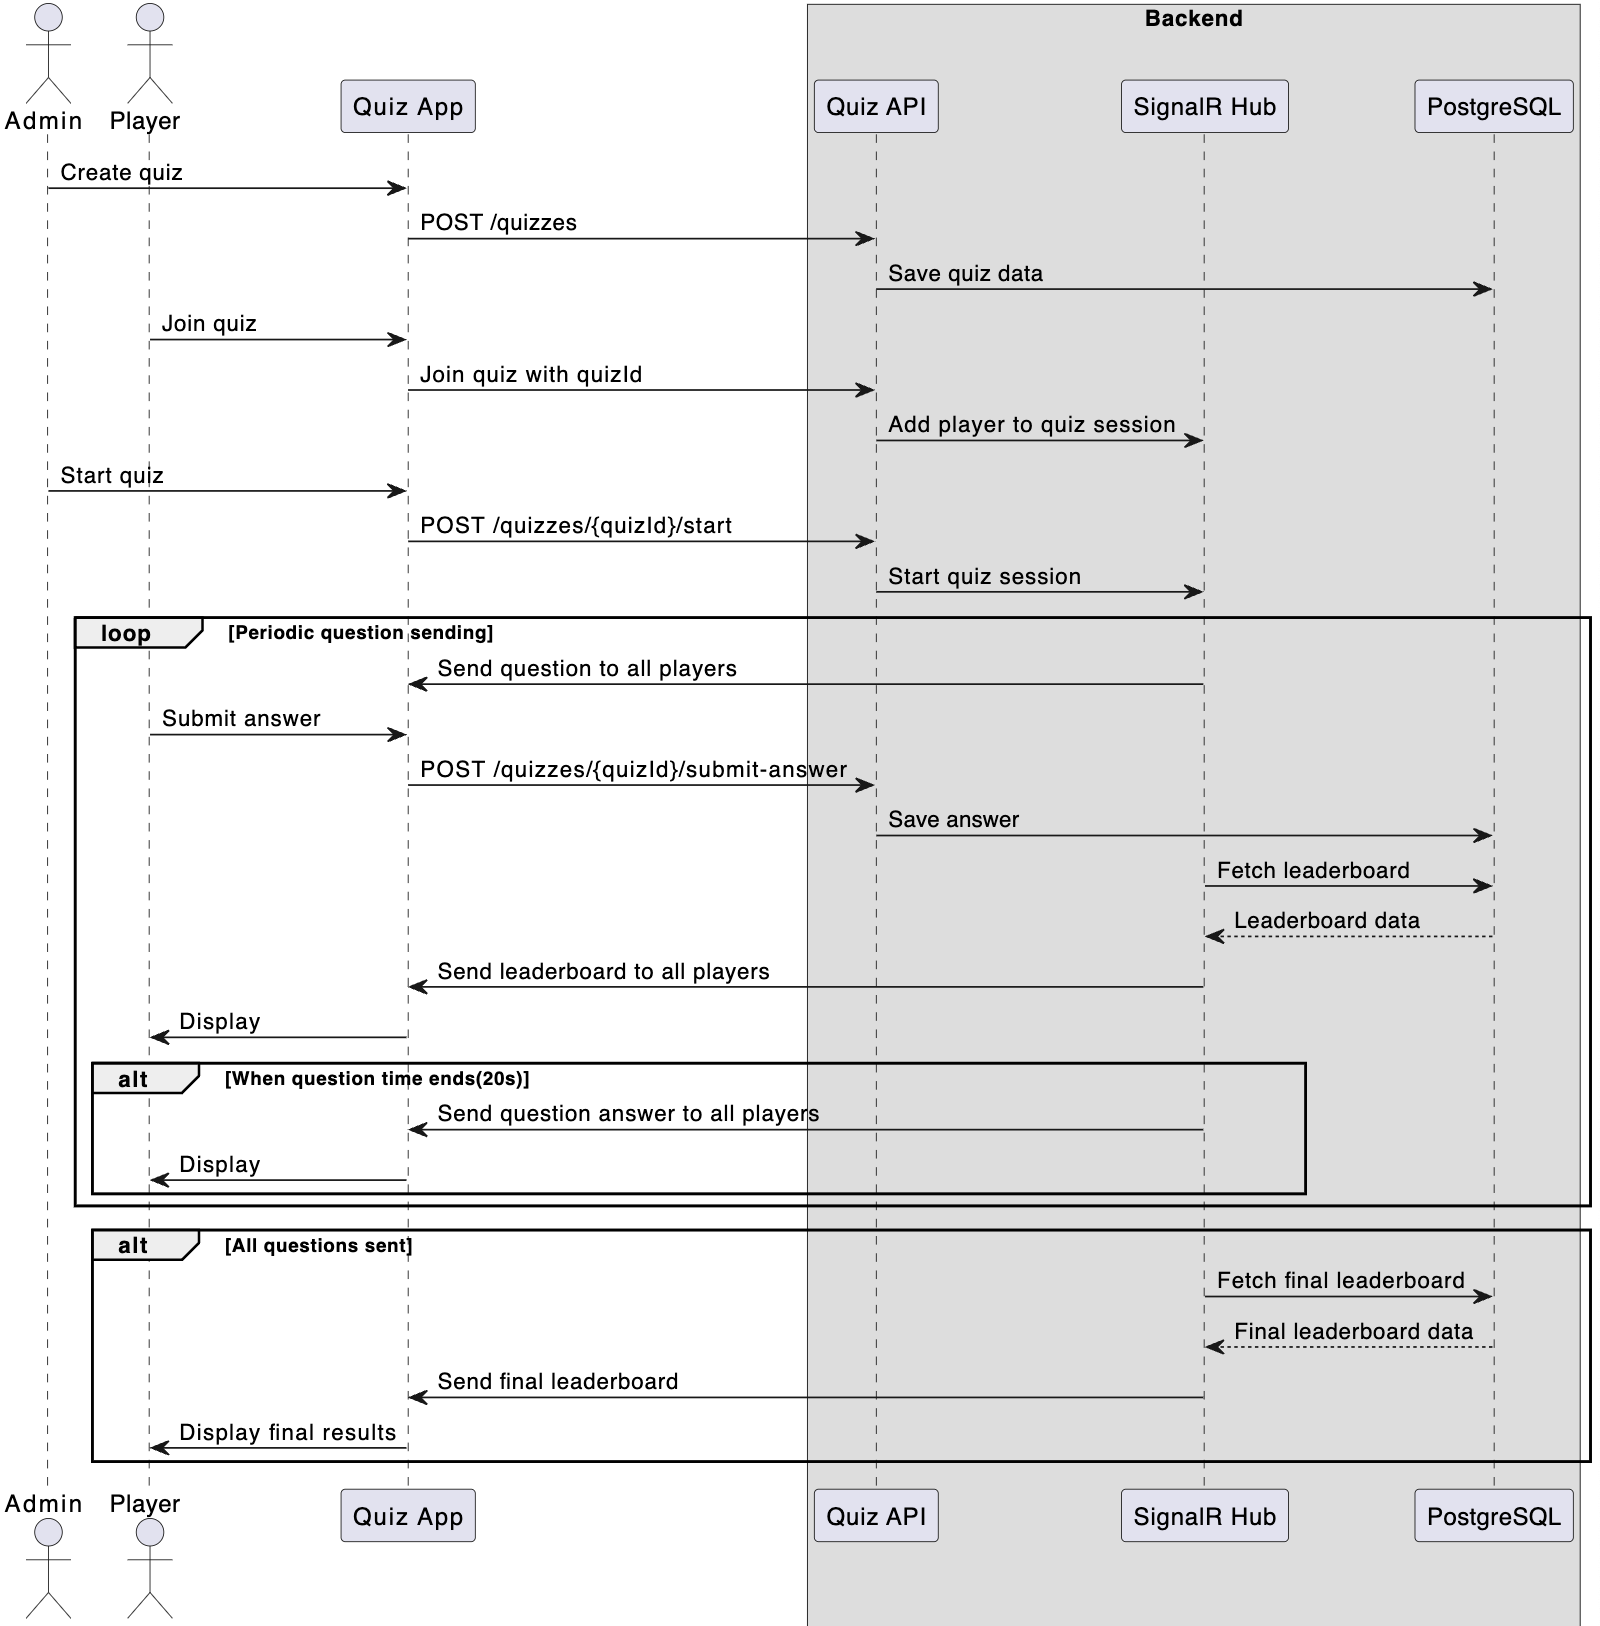 Backend
Admin
Player
Quiz App
Quiz API
SignalR Hub
PostgreSQL
Create quiz
POST /quizzes
Save quiz data
Join quiz
Join quiz with quizId
Add player to quiz session
Start quiz
POST /quizzes/{quizId}/start
Start quiz session
loop [Periodic question sending]
Send question to all players
Submit answer
POST /quizzes/{quizId}/submit-answer
Save answer
Fetch leaderboard
Leaderboard data
Send leaderboard to all players
Display
alt [When question time ends(20s)]
Send question answer to all players
Display
alt [All questions sent]
Fetch final leaderboard
Final leaderboard data
Send final leaderboard
Display final results
Admin
Player
Quiz App
Quiz API
SignalR Hub
PostgreSQL